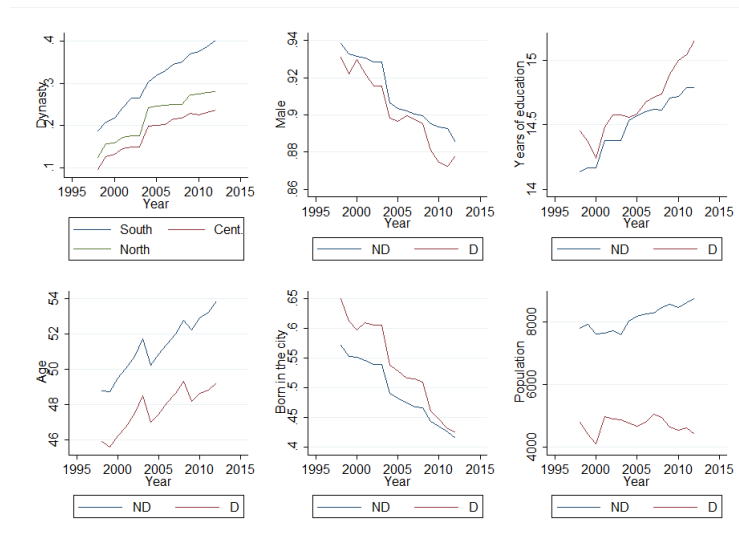 Dynasty
.1 .2 .3 .4
1995 2000 2005 2010 2015
Year
South Cent.
North
Male
.86 .88 .9 .92 .94
1995 2000 2005 2010 2015
Year
ND D
Years of education
14 14.5 15
1995 2000 2005 2010 2015
Year
ND D
Age
46 48 50 52 54
1995 2000 2005 2010 2015
Year
ND D
Born in the city
.4 .45 .5 .55 .6 .65
1995 2000 2005 2010 2015
Year
ND D
Population
4000 6000 8000
1995 2000 2005 2010 2015
Year
ND D